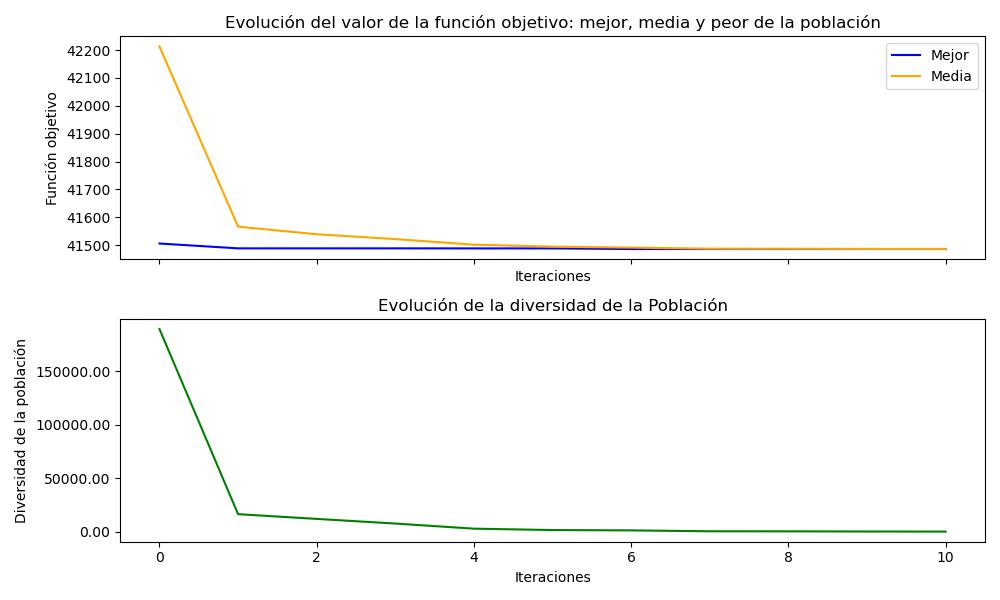 Evolución del valor de la función objetivo: mejor, media y peor de la población
Función objetivo
42200
42100
42000
41900
41800
41700
41600
41500
Mejor
Media
Iteraciones
Evolución de la diversidad de la Población
Diversidad de la población
150000.00
100000.00
50000.00
0.00
0 2 4 6 8 10
Iteraciones